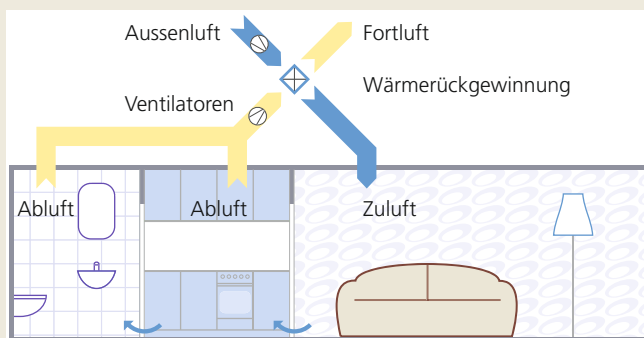 Aussenluft
Fortluft
Wärmerückgewinnung
Ventilatoren
Abluft
Abluft
Zuluft